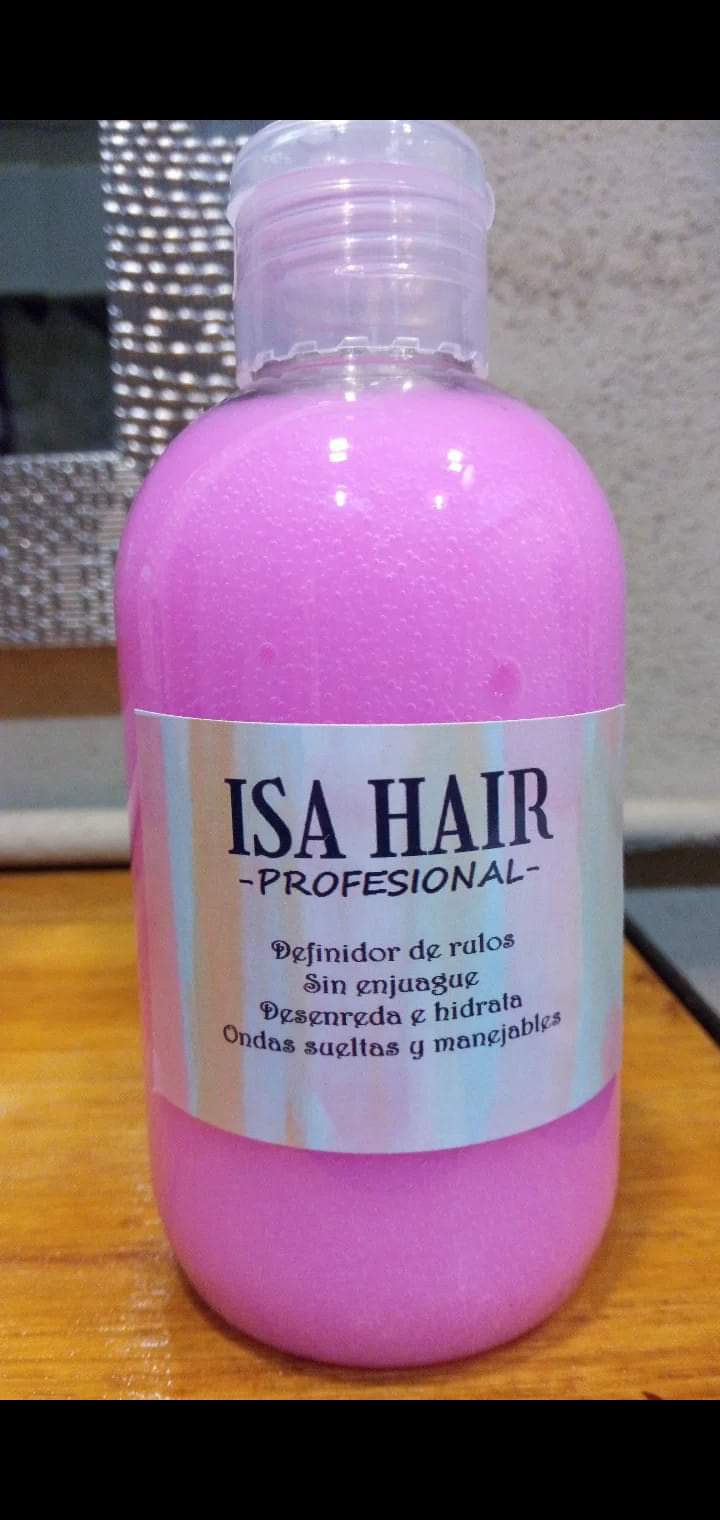 ISA HAIR
-PROFESIONAL-
Definidor de rulos
Sin enjuague
Desenreda e hidrata
Ondas sueltas y manejables